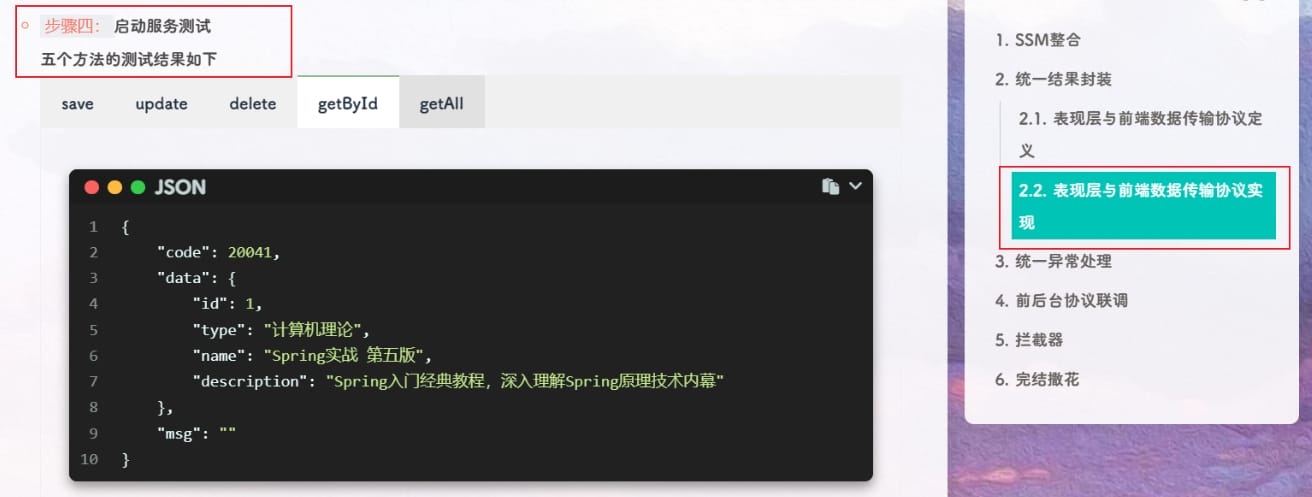 步骤四： 启动服务测试
五个方法的测试结果如下
save update delete getById getAll
JSON
1 {
2 "code": 20041,
3 "data": {
4 "id": 1,
5 "type": "计算机理论",
6 "name": "Spring实战 第五版",
7 "description": "Spring入门经典教程，深入理解Spring原理技术内幕"
8 },
9 "msg": ""
10 }
1. SSM整合
2. 统一结果封装
2.1. 表现层与前端数据传输协议定
义
2.2. 表现层与前端数据传输协议实
现
3. 统一异常处理
4. 前后台协议联调
5. 拦截器
6. 完结撒花